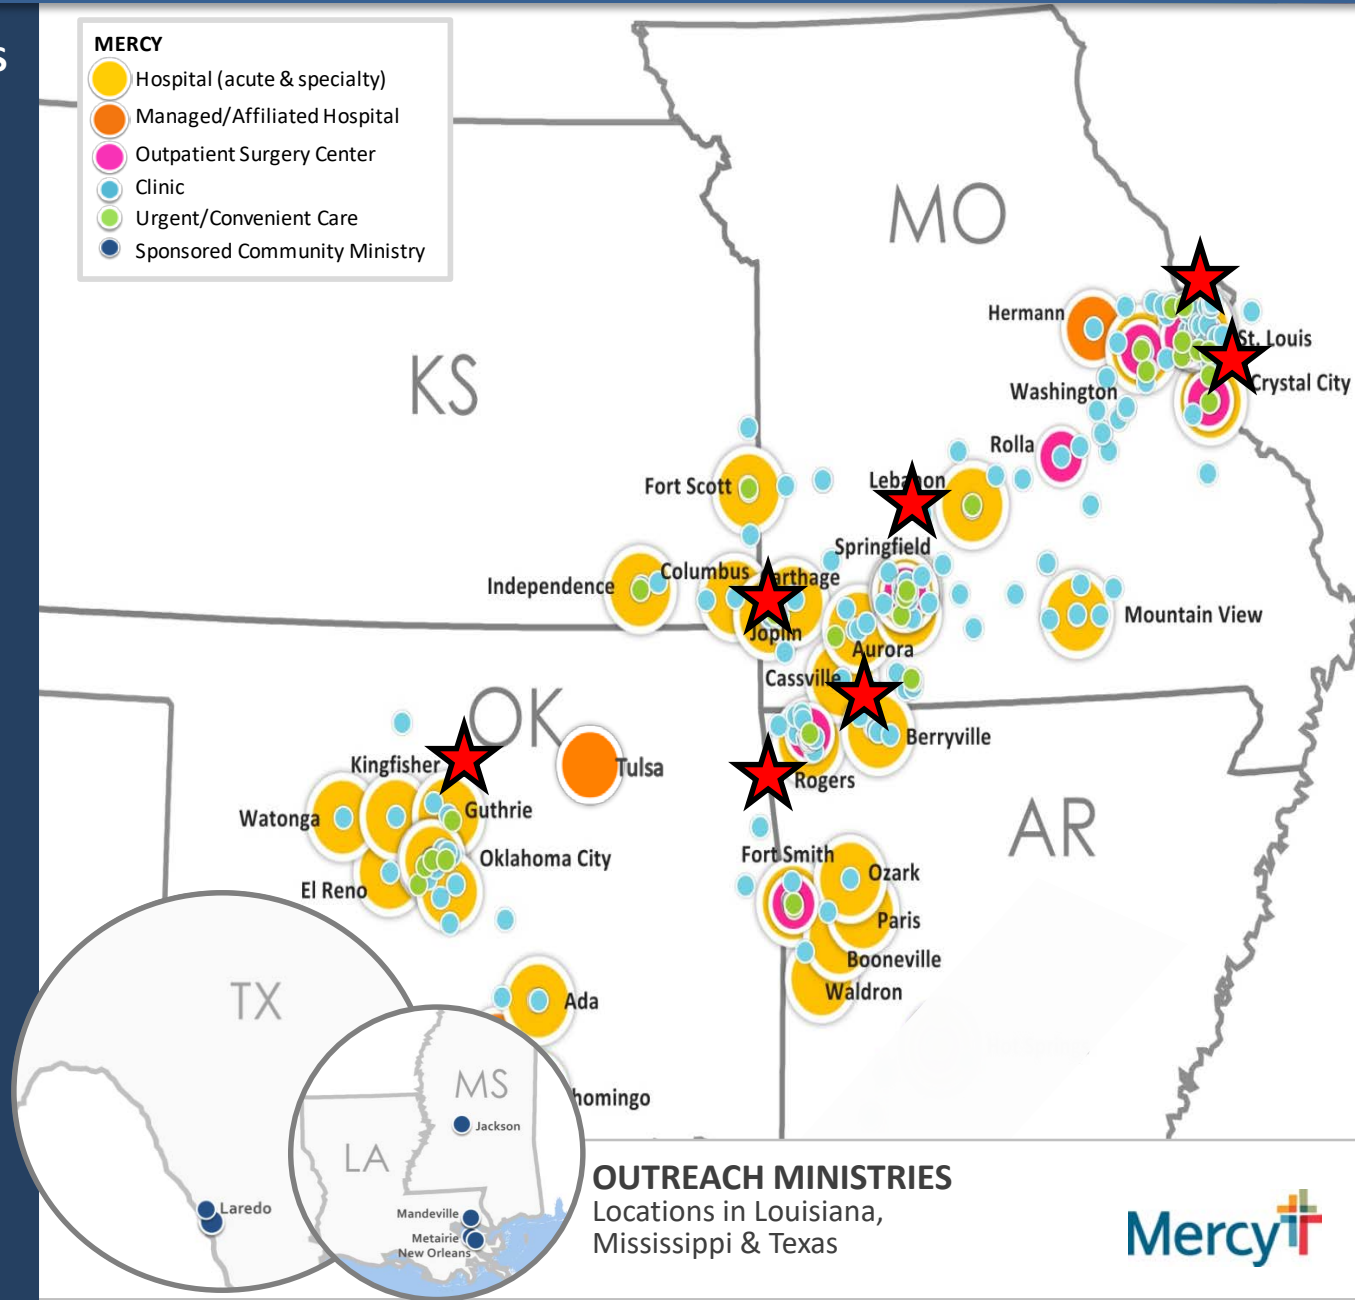 s
MERCY
Hospital (acute & specialty)
Managed/Affiliated Hospital
Outpatient Surgery Center
Clinic
Urgent/Convenient Care
Sponsored Community Ministry
MO
KS
Hermann
St. Louis
Crystal City
Washington
Rolla
Lebanon
Fort Scott
Springfield
Columbus
arthage
Independence
Joplin
Mountain View
Aurora
Cassville
OK
Berryville
Kingfisher
Tulsa
Rogers
Watonga
Guthrie
AR
Oklahoma City
Fort Smith
Ozark
El Reno
Paris
Booneville
Waldron
Ada
TX
homingo
MS
Jackson
LA
Laredo
Mandeville
Metairie
New Orleans
OUTREACH MINISTRIES
Locations in Louisiana,
Mississippi & Texas
Mercy